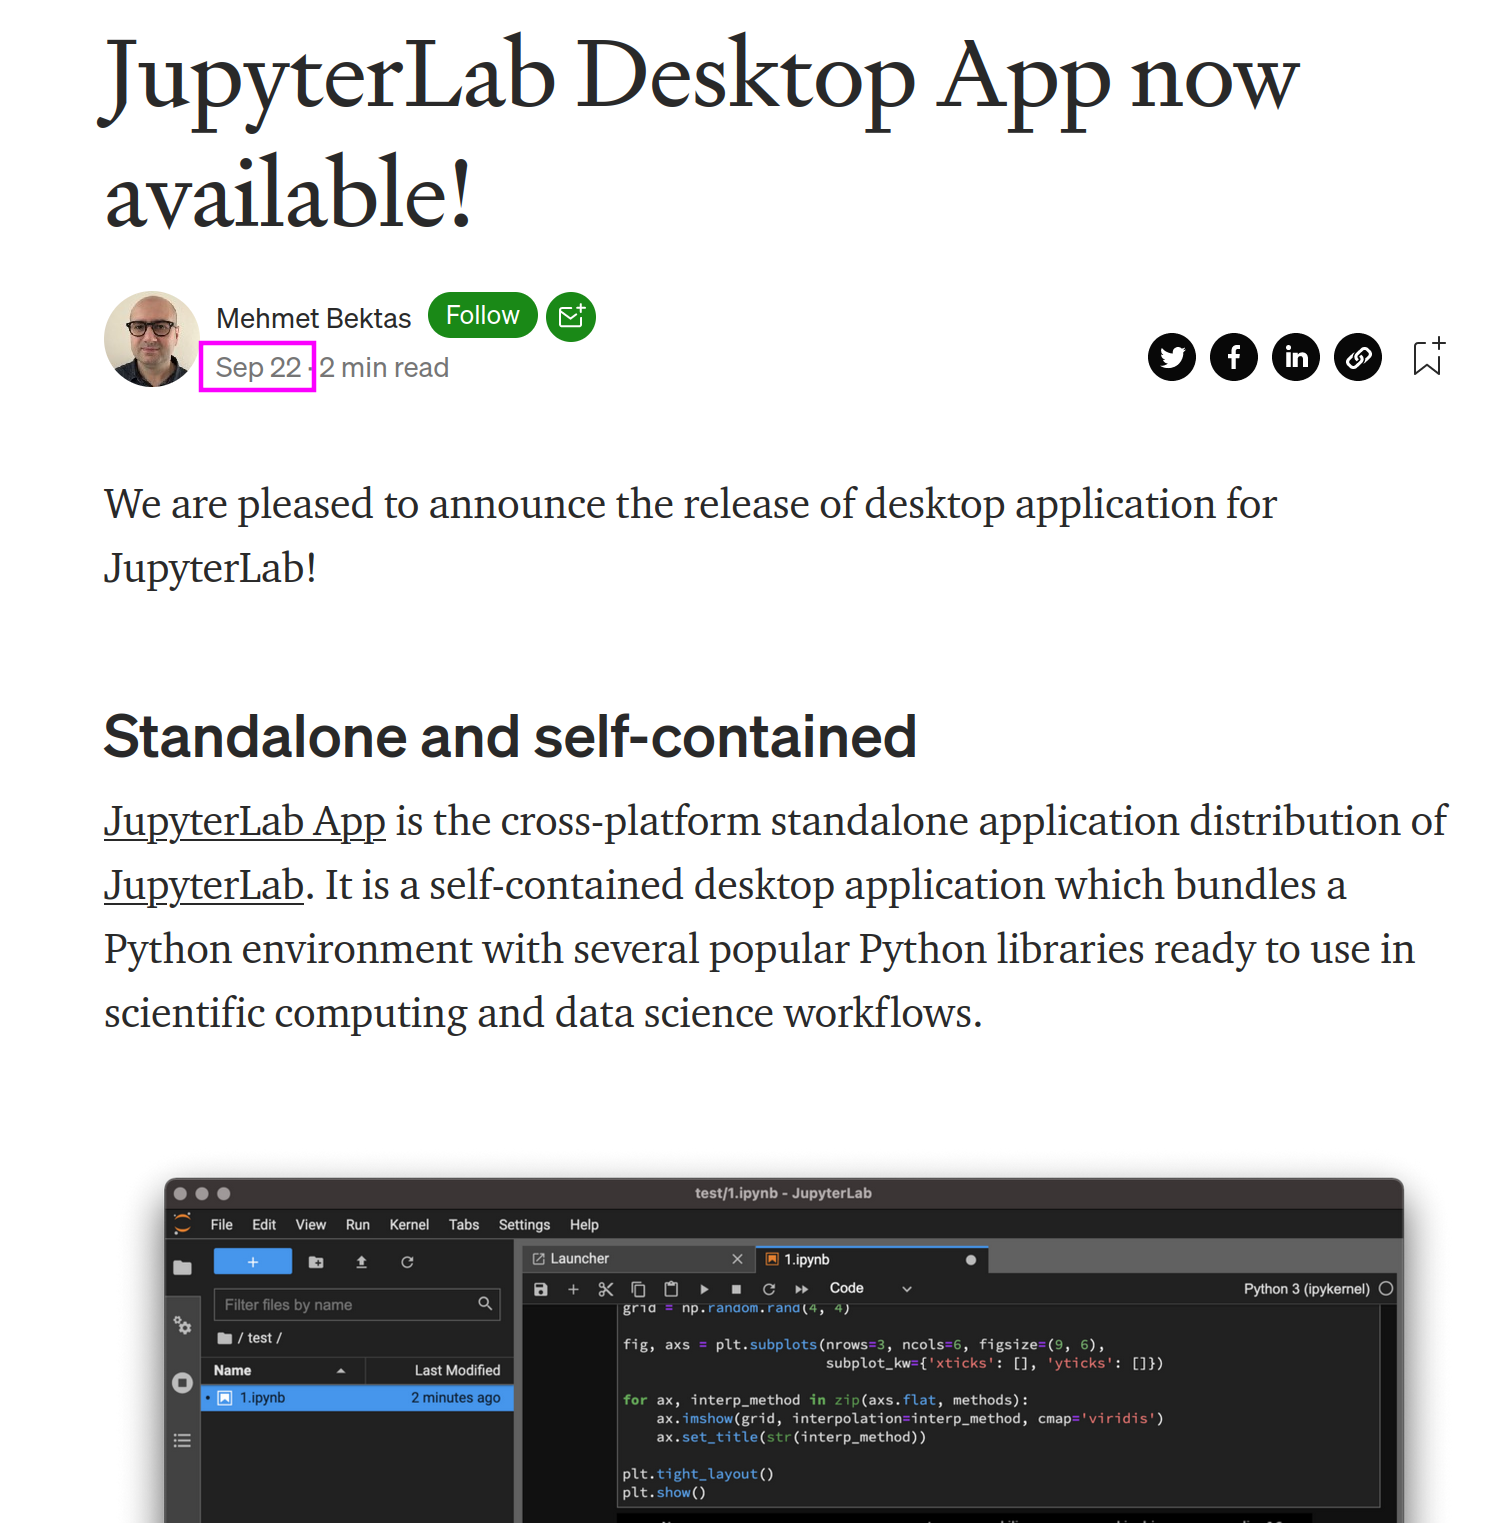 JupyterLab Desktop App now
available!
Mehmet Bektas Follow
Sep 22 · 2 min read
We are pleased to announce the release of desktop application for
JupyterLab!
Standalone and self-contained
JupyterLab App is the cross-platform standalone application distribution of
JupyterLab. It is a self-contained desktop application which bundles a
Python environment with several popular Python libraries ready to use in
scientific computing and data science workflows.
test/1.ipynb - JupyterLab
File Edit View Run Kernel Tabs Settings Help
Launcher 1.ipynb
Code Python 3 (ipykernel)
Filter files by name
/ test /
Name Last Modified
1.ipynb 2 minutes ago
grid = np.random.rand(4, 4)
fig, axs = plt.subplots(nrows=3, ncols=6, figsize=(9, 6),
subplot_kw={'xticks': [], 'yticks': []})
for ax, interp_method in zip(axs.flat, methods):
ax.imshow(grid, interpolation=interp_method, cmap='viridis')
ax.set_title(str(interp_method))
plt.tight_layout()
plt.show()